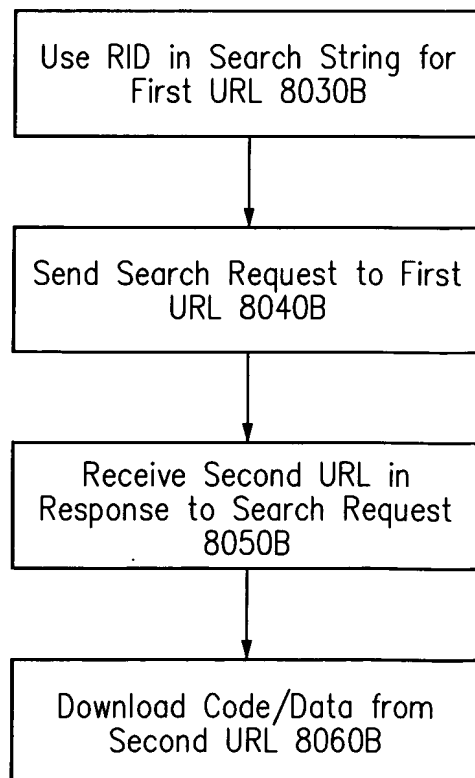 Use RID in Search String for
First URL 8030B
Send Search Request to First
URL 8040B
Receive Second URL in
Response to Search Request
8050B
Download Code/Data from
Second URL 8060B